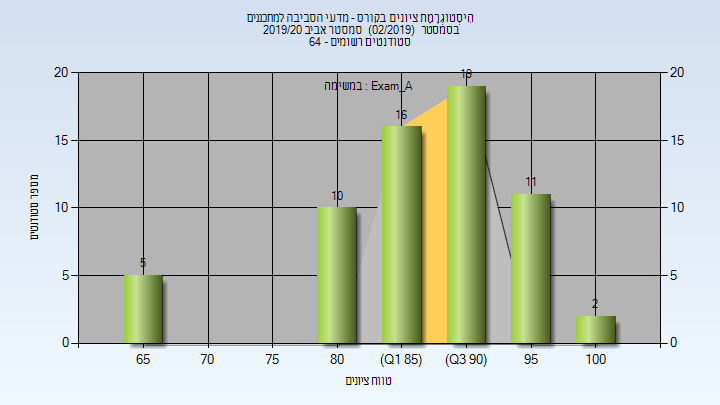 היסטוגרמת ציונים בקורס - מדעי הסביבה למתכננים
בסמסטר (02/2019) סמסטר אביב 2019/20
סטודנטים רשומים - 64
במשימה : Exam_A
מספר סטודנטים
20 20
15 15
10 10
5 5
0 0
5 10 16 19 11 2
65 70 75 80 (Q1 85) (Q3 90) 95 100
טווח ציונים